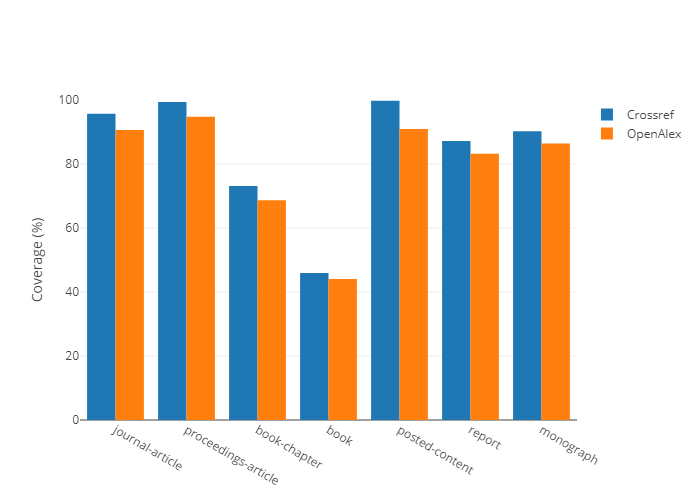 100
80
60
40
20
0
Coverage (%)
journal-article
proceedings-article
book-chapter
book
posted-content
report
monograph
Crossref
OpenAlex